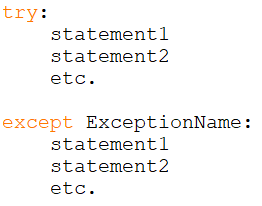 try:
    statement1
    statement2
    etc.

except ExceptionName:
    statement1
    statement2
    etc.